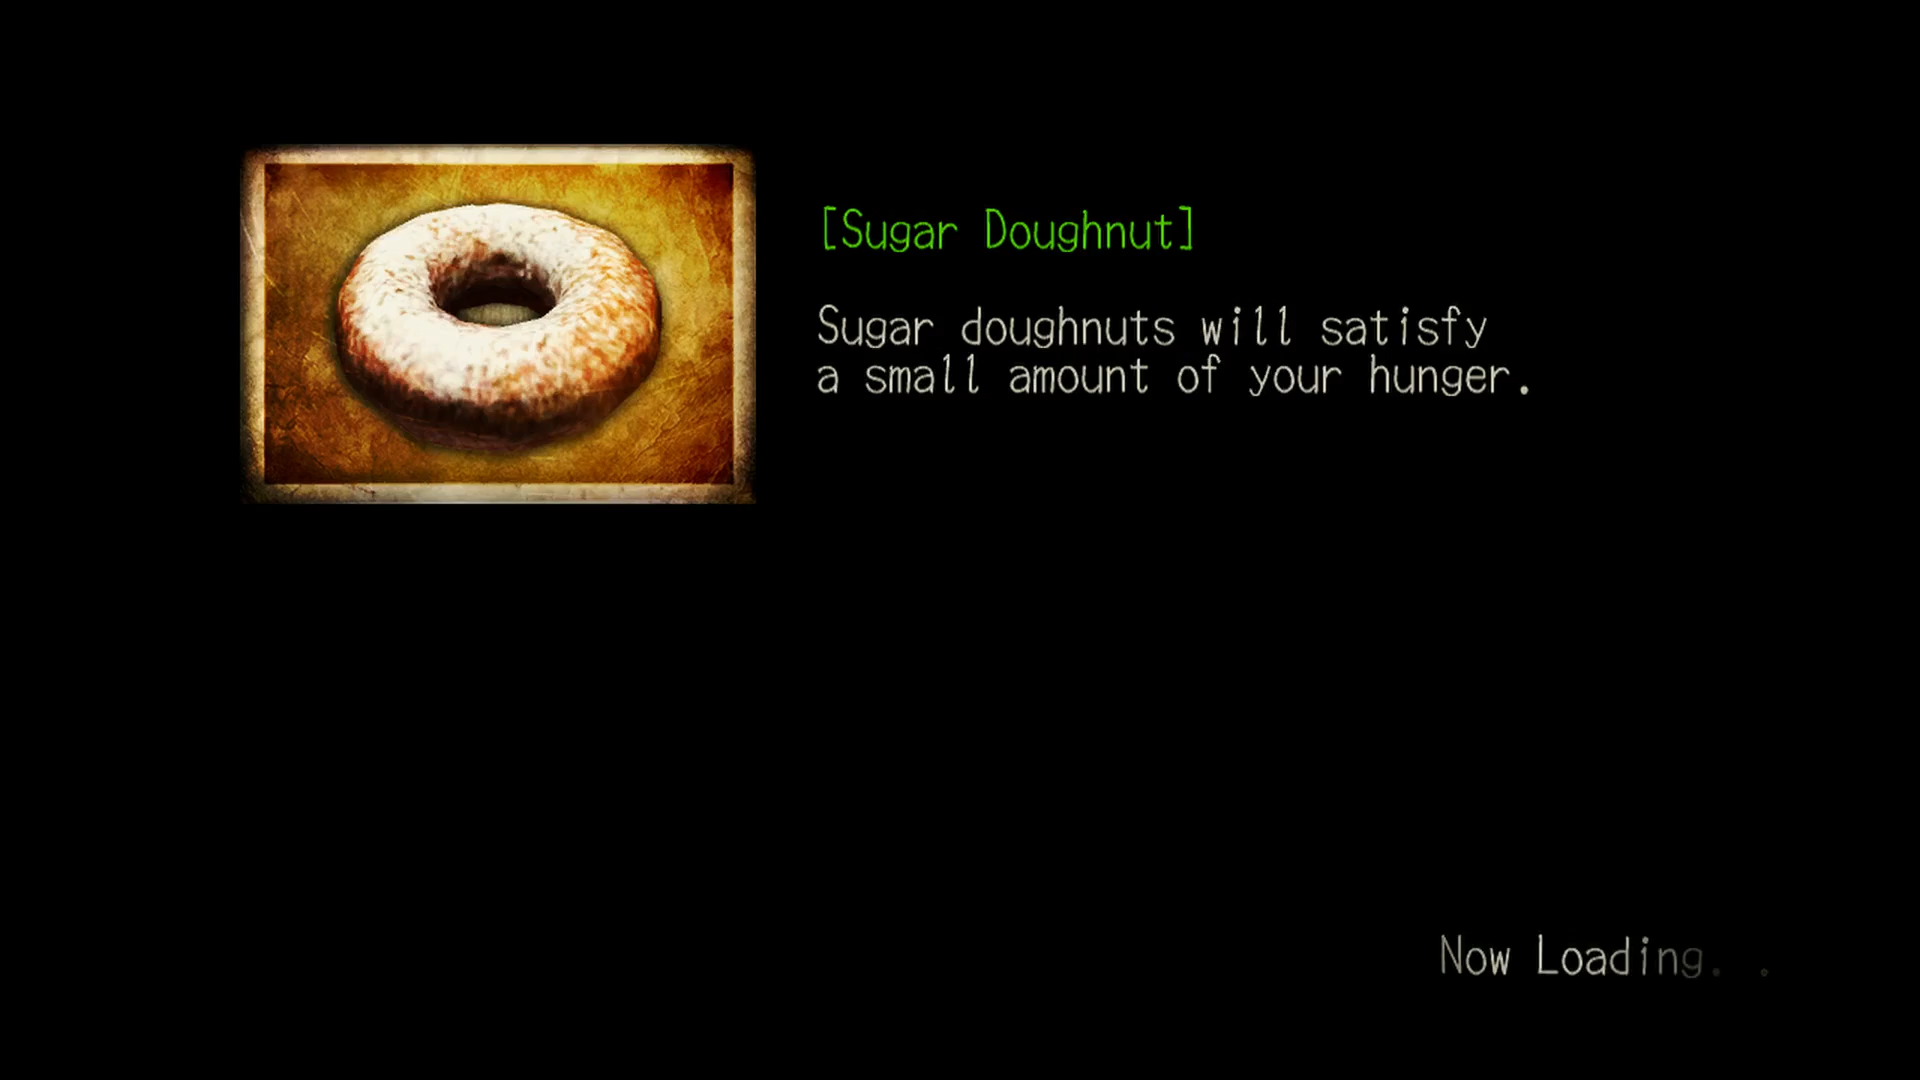 [Sugar Doughnut]
Sugar doughnuts will satisfy
a small amount of your hunger.
Now Loading. .